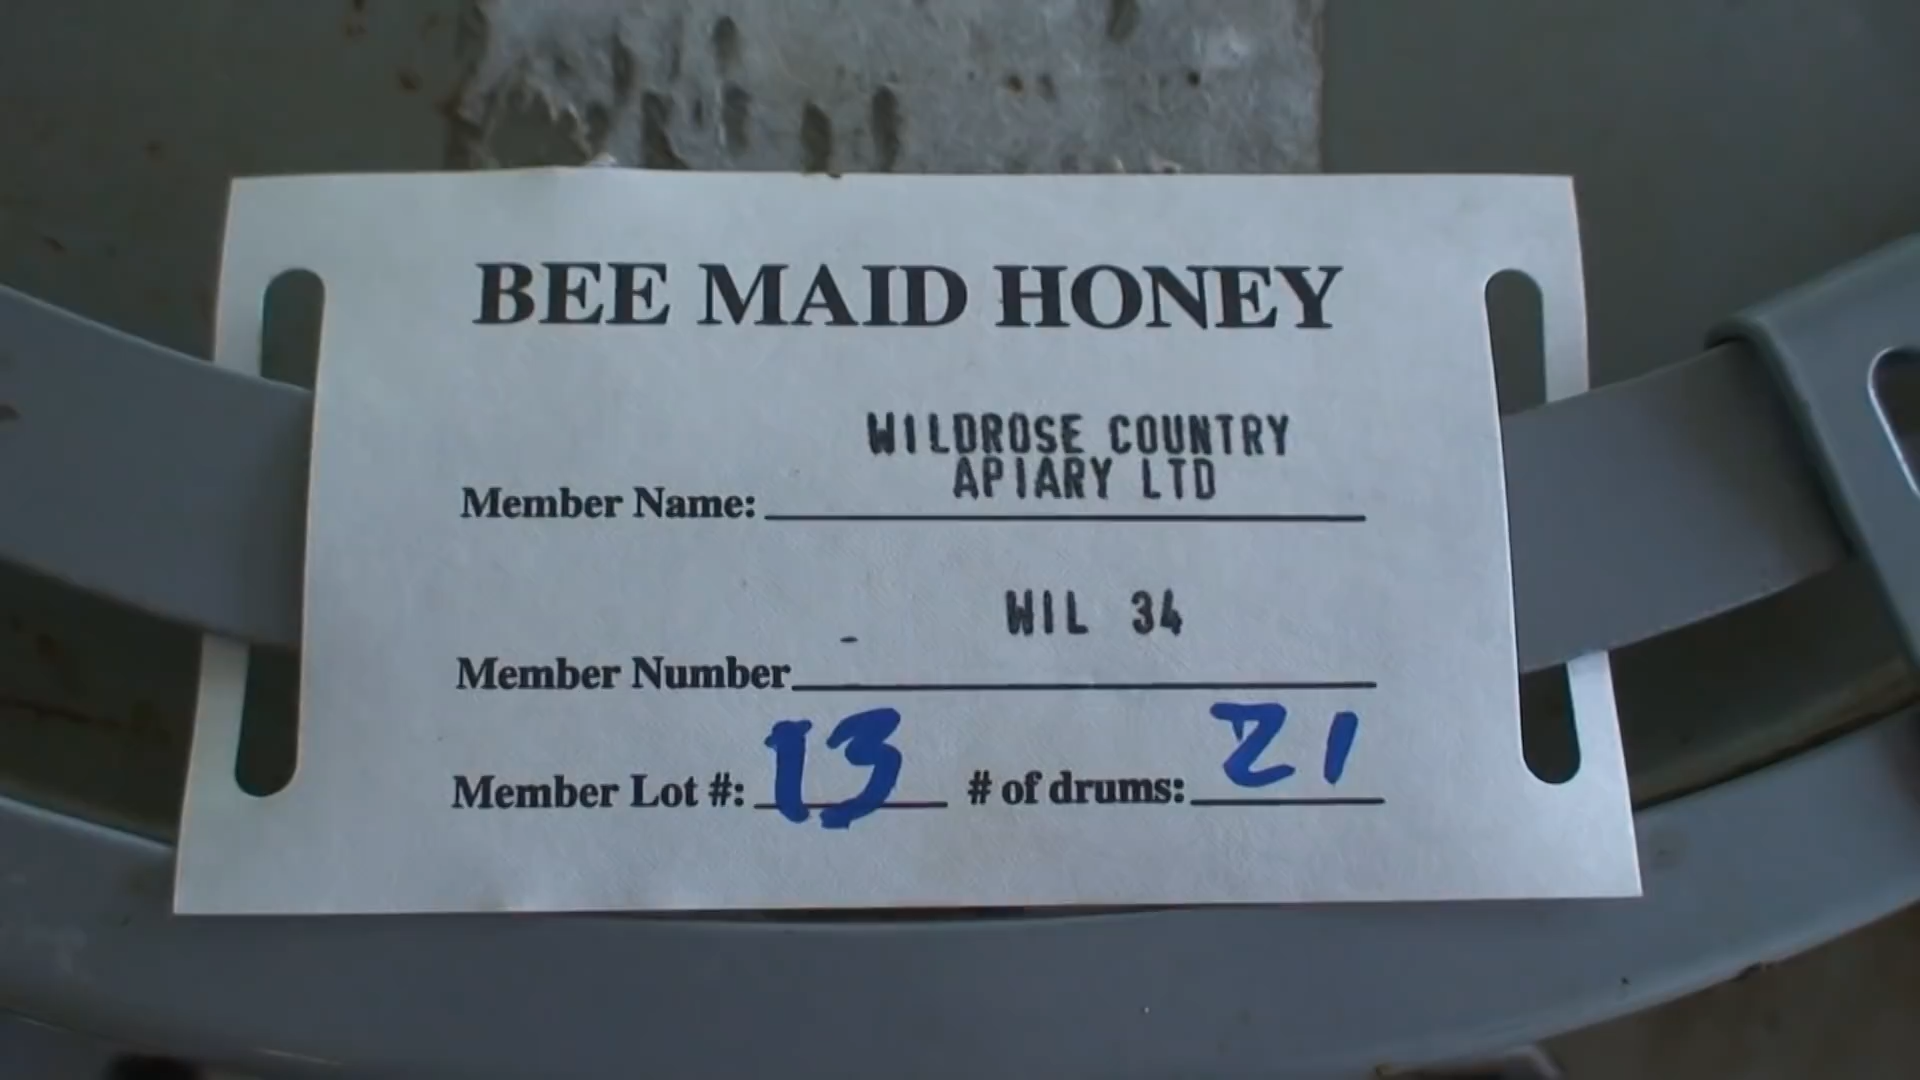 BEE MAID HONEY
WILDROSE COUNTRY
APIARY LTD
Member Name:
WIL 34
Member Number
Member Lot #: 13 # of drums: 21